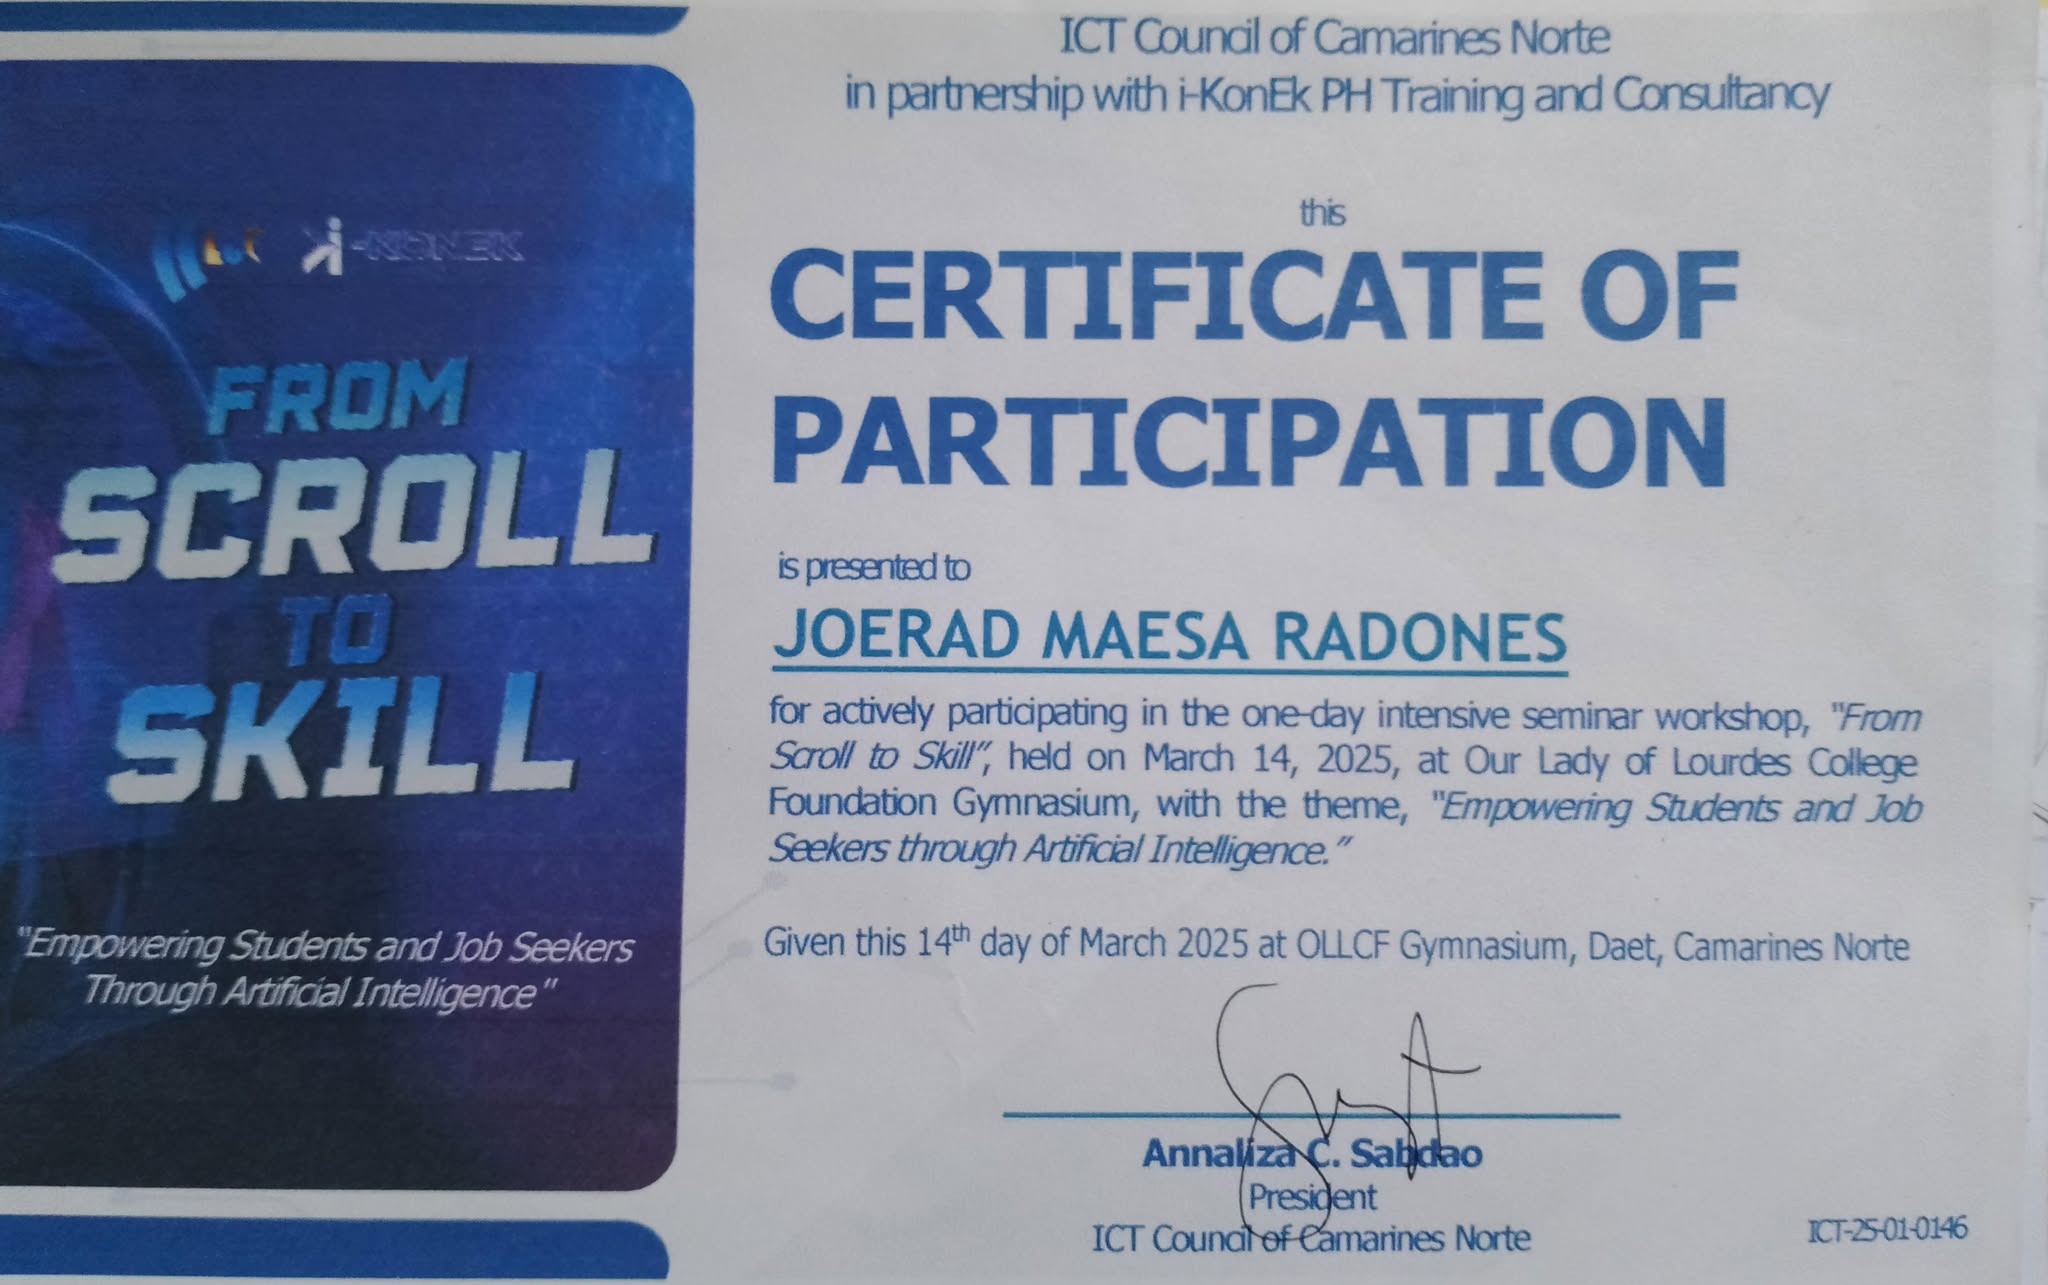 ICT Council of Camarines Norte
in partnership with i-KonEk PH Training and Consultancy
this
CERTIFICATE OF
PARTICIPATION
is presented to
JOERAD MAESA RADONES
for actively participating in the one-day intensive seminar workshop, "From
Scroll to Skill", held on March 14, 2025, at Our Lady of Lourdes College
Foundation Gymnasium, with the theme, "Empowering Students and Job
Seekers through Artificial Intelligence."
Given this 14th day of March 2025 at OLLCF Gymnasium, Daet, Camarines Norte
Annaliza C. Sabdao
President
ICT Council of Camarines Norte
ICT-25-01-0146
i-KONEK
FROM
SCROLL
TO
SKILL
"Empowering Students and Job Seekers
Through Artificial Intelligence"